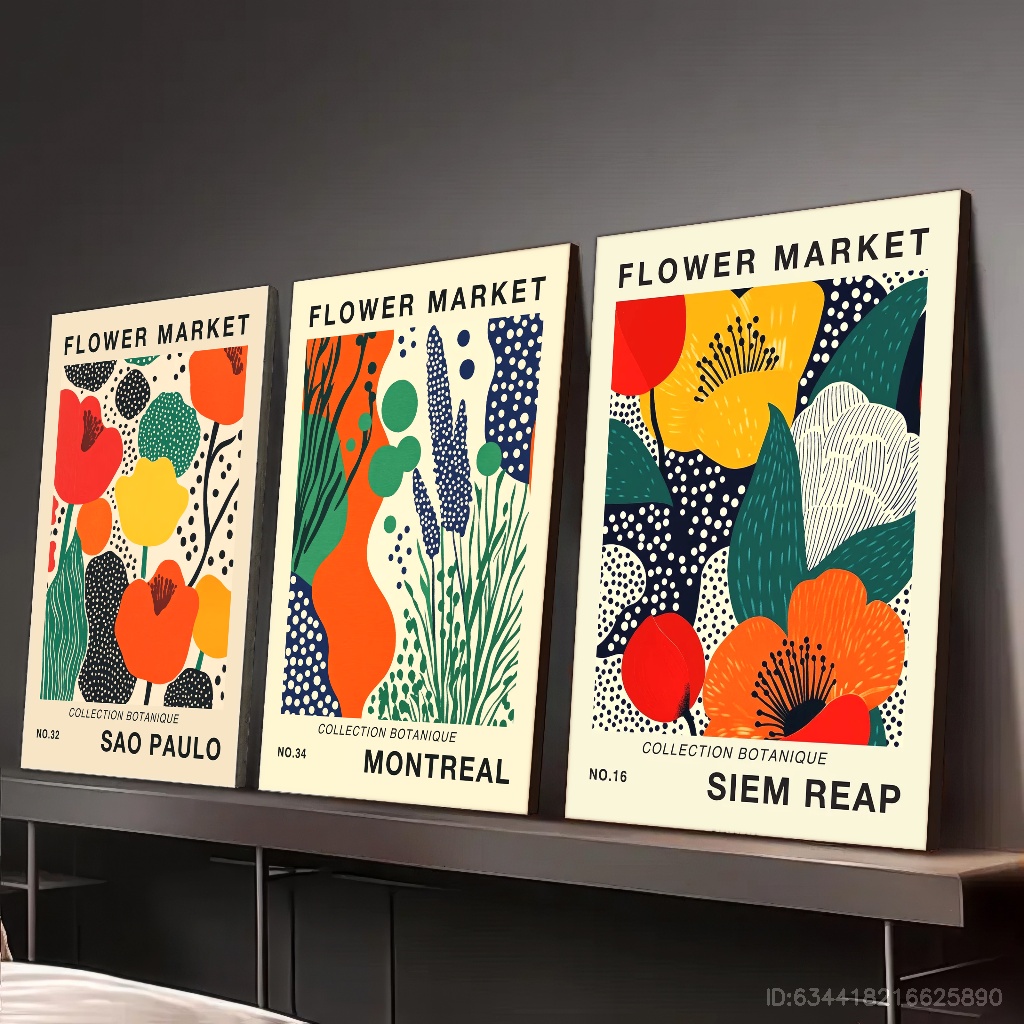 FLOWER MARKET
COLLECTION BOTANIQUE
NO.32
SAO PAULO
FLOWER MARKET
COLLECTION BOTANIQUE
NO.34
MONTREAL
FLOWER MARKET
COLLECTION BOTANIQUE
NO.16
SIEM REAP
ID:634418216625890